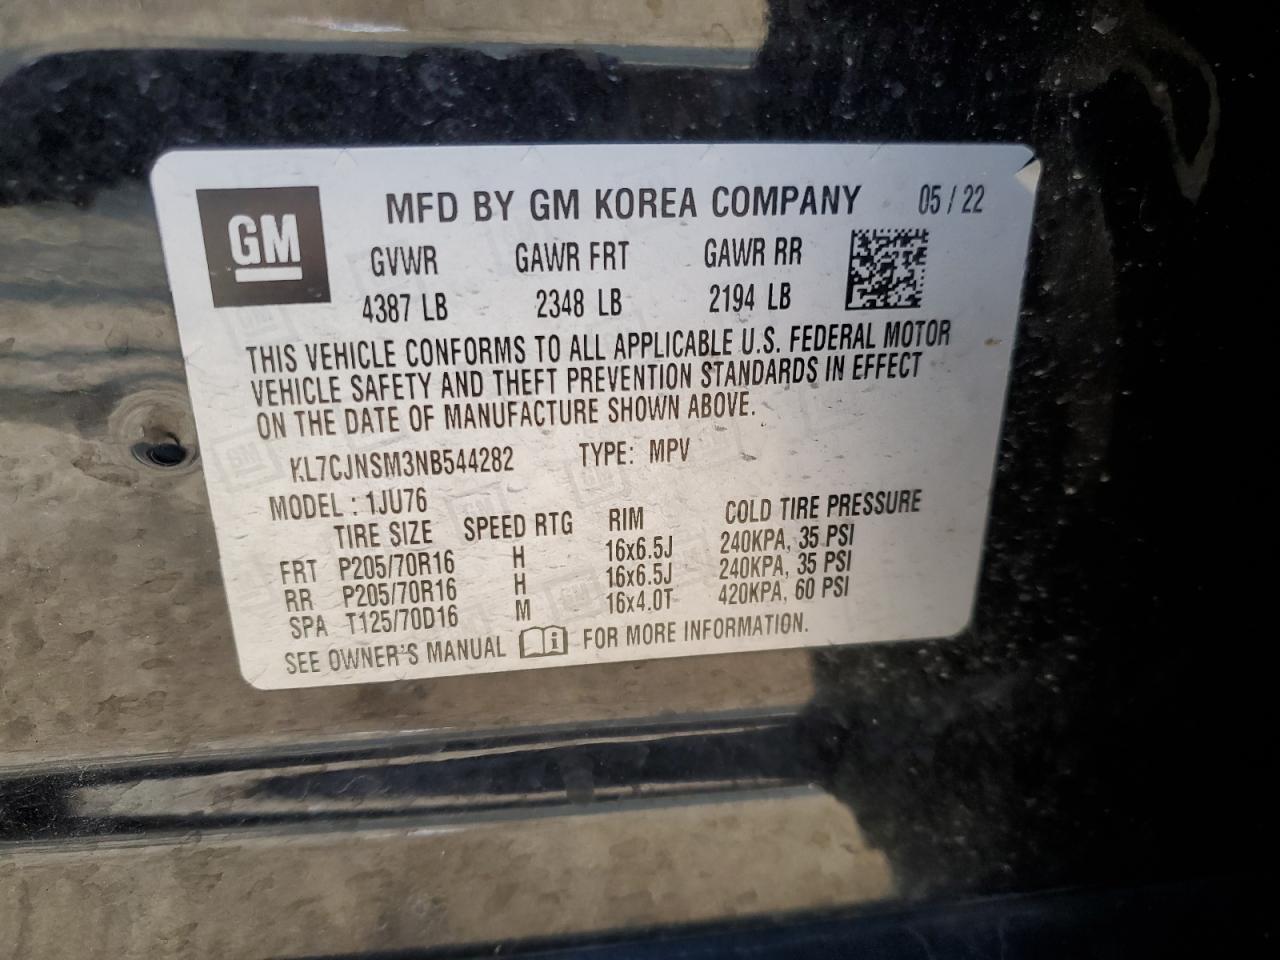 GM
MFD BY GM KOREA COMPANY 05 / 22
GVWR GAWR FRT GAWR RR
4387 LB 2348 LB 2194 LB
THIS VEHICLE CONFORMS TO ALL APPLICABLE U.S. FEDERAL MOTOR
VEHICLE SAFETY AND THEFT PREVENTION STANDARDS IN EFFECT
ON THE DATE OF MANUFACTURE SHOWN ABOVE.
KL7CJNSM3NB544282 TYPE: MPV
MODEL : 1JU76
TIRE SIZE SPEED RTG RIM COLD TIRE PRESSURE
FRT P205/70R16 H 16x6.5J 240KPA, 35 PSI
RR P205/70R16 H 16x6.5J 240KPA, 35 PSI
SPA T125/70D16 M 16x4.0T 420KPA, 60 PSI
SEE OWNER'S MANUAL i FOR MORE INFORMATION.